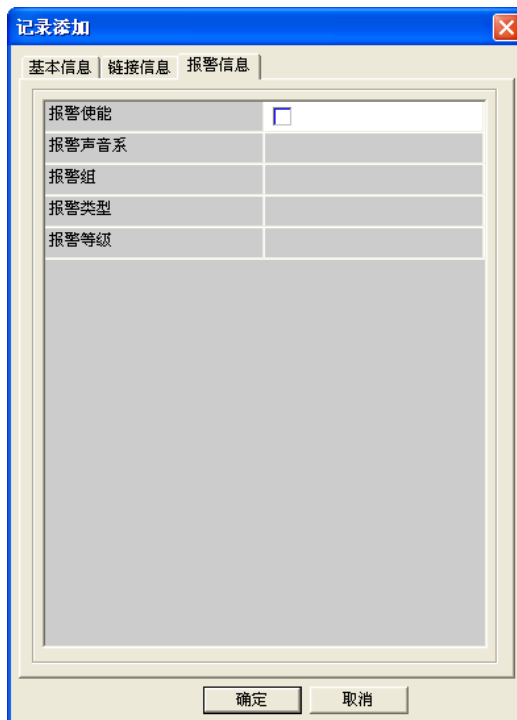 记录添加
基本信息 链接信息 报警信息
报警使能
报警声音系
报警组
报警类型
报警等级
确定 取消